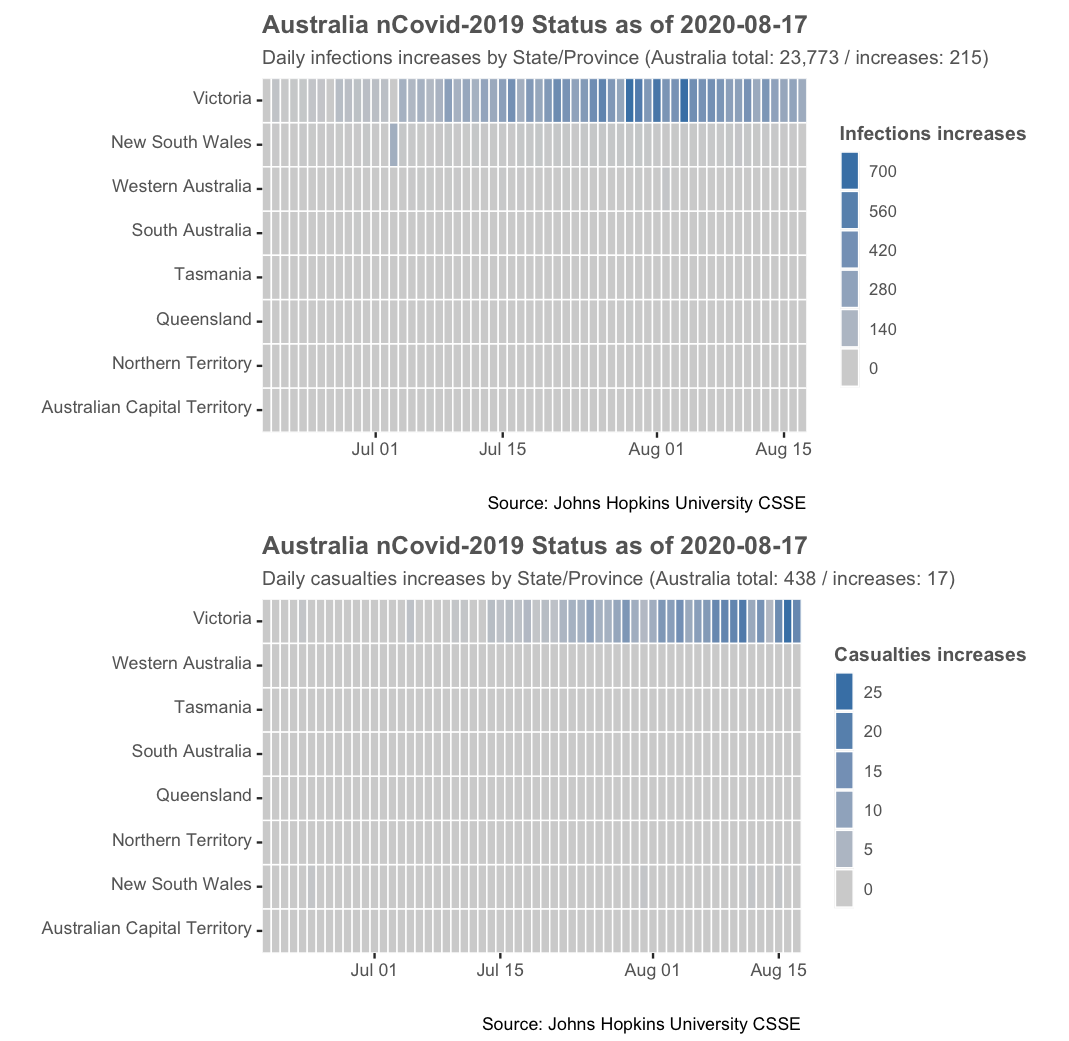 Australia nCovid-2019 Status as of 2020-08-17
Daily infections increases by State/Province (Australia total: 23,773 / increases: 215)
Victoria
New South Wales
Western Australia
South Australia
Tasmania
Queensland
Northern Territory
Australian Capital Territory
Jul 01
Jul 15
Aug 01
Aug 15
Infections increases
700
560
420
280
140
0
Source: Johns Hopkins University CSSE
Australia nCovid-2019 Status as of 2020-08-17
Daily casualties increases by State/Province (Australia total: 438 / increases: 17)
Victoria
Western Australia
Tasmania
South Australia
Queensland
Northern Territory
New South Wales
Australian Capital Territory
Jul 01
Jul 15
Aug 01
Aug 15
Casualties increases
25
20
15
10
5
0
Source: Johns Hopkins University CSSE